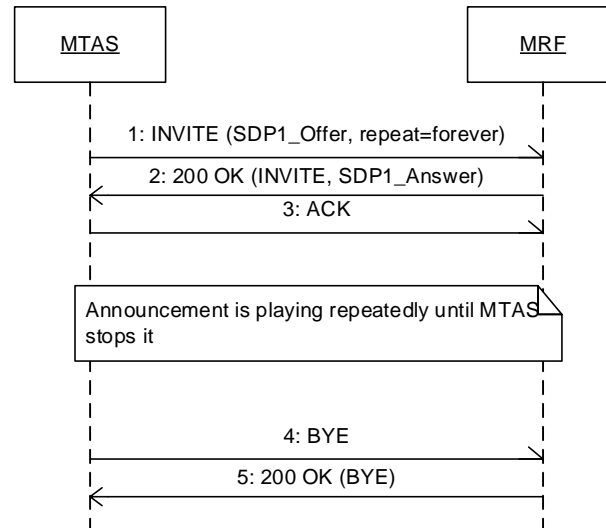 MTAS
MRF
1: INVITE (SDP1_Offer, repeat=forever)
2: 200 OK (INVITE, SDP1_Answer)
3: ACK
Announcement is playing repeatedly until MTAS
stops it
4: BYE
5: 200 OK (BYE)